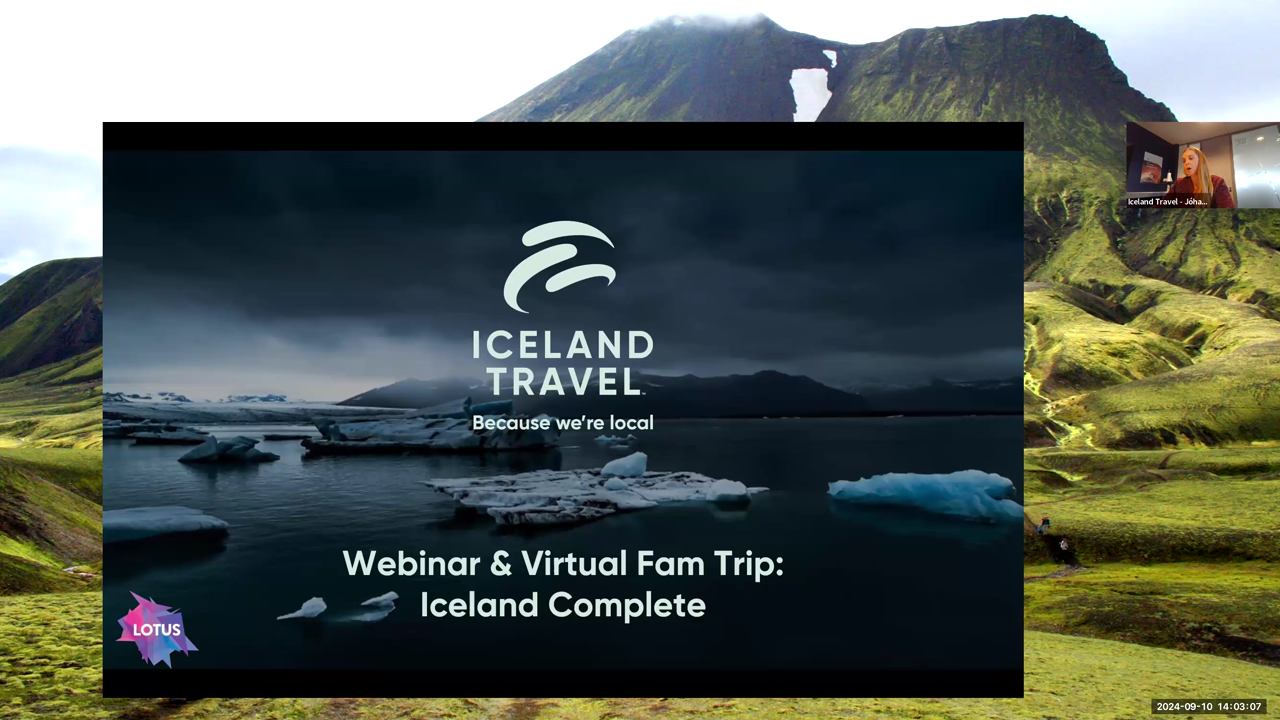 ICELAND
TRAVEL
Because we're local
Iceland Travel - Jóha...
Webinar & Virtual Fam Trip:
Iceland Complete
LOTUS
2024-09-10 14:03:07